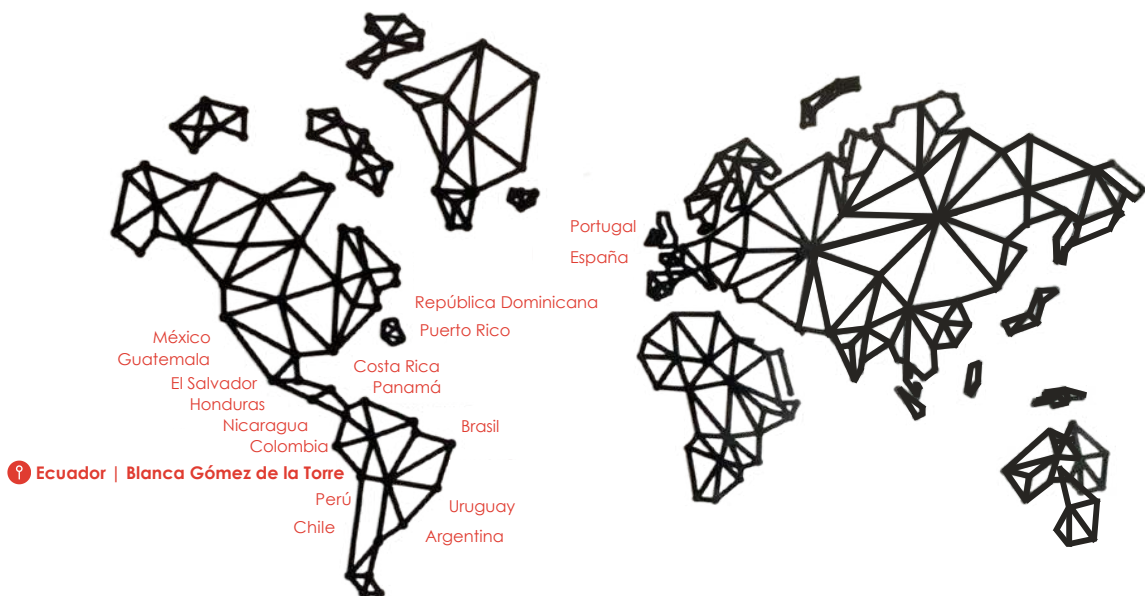 Portugal
España
República Dominicana
Puerto Rico
México
Guatemala
El Salvador
Honduras
Nicaragua
Colombia
Costa Rica
Panamá
Brasil
Ecuador | Blanca Gómez de la Torre
Perú
Chile
Uruguay
Argentina